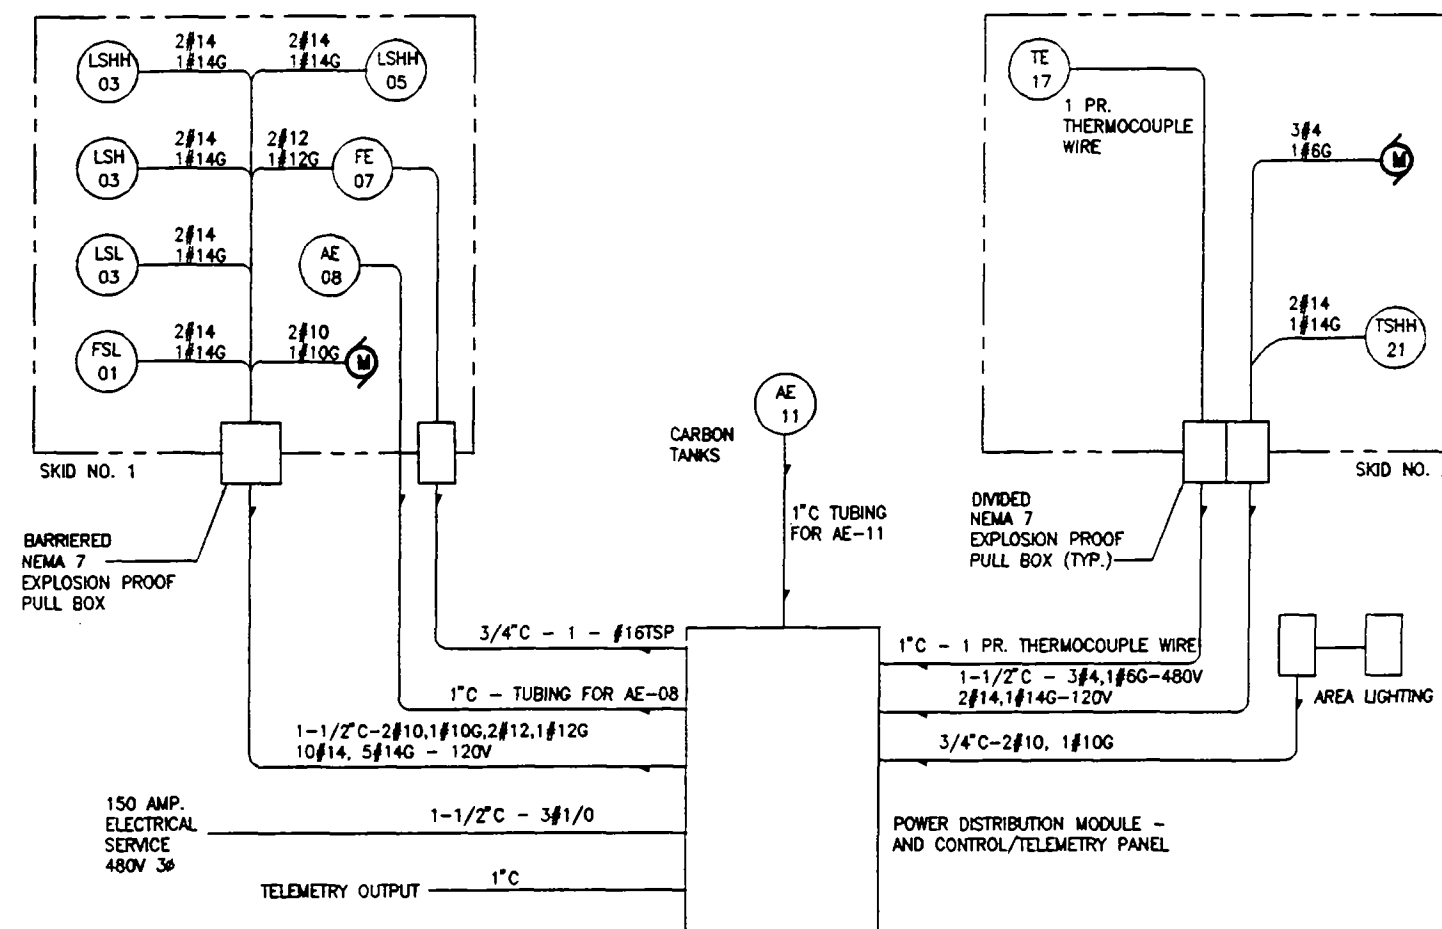 2#14
1#14G
2#14
1#14G
LSHH
03
LSHH
05
2#14
1#14G
2#12
1#12G
LSH
03
FE
07
2#14
1#14G
LSL
03
AE
08
2#14
1#14G
2#10
1#10G
FSL
01
M
SKID NO. 1
BARRIERED
NEMA 7
EXPLOSION PROOF
PULL BOX
TE
17
1 PR.
THERMOCOUPLE
WIRE
3#4
1#6G
M
2#14
1#14G
TSHH
21
SKID NO.
DIVIDED
NEMA 7
EXPLOSION PROOF
PULL BOX (TYP.)
AE
11
CARBON
TANKS
1"C TUBING
FOR AE-11
3/4"C - 1 - #16TSP
1"C - TUBING FOR AE-08
1-1/2"C-2#10,1#10G,2#12,1#12G
10#14, 5#14G - 120V
150 AMP.
ELECTRICAL
SERVICE
480V 3ø
1-1/2"C - 3#1/0
TELEMETRY OUTPUT
1"C
1"C - 1 PR. THERMOCOUPLE WIRE
1-1/2"C - 3#4,1#6G-480V
2#14,1#14G-120V
3/4"C-2#10, 1#10G
AREA LIGHTING
POWER DISTRIBUTION MODULE -
AND CONTROL/TELEMETRY PANEL